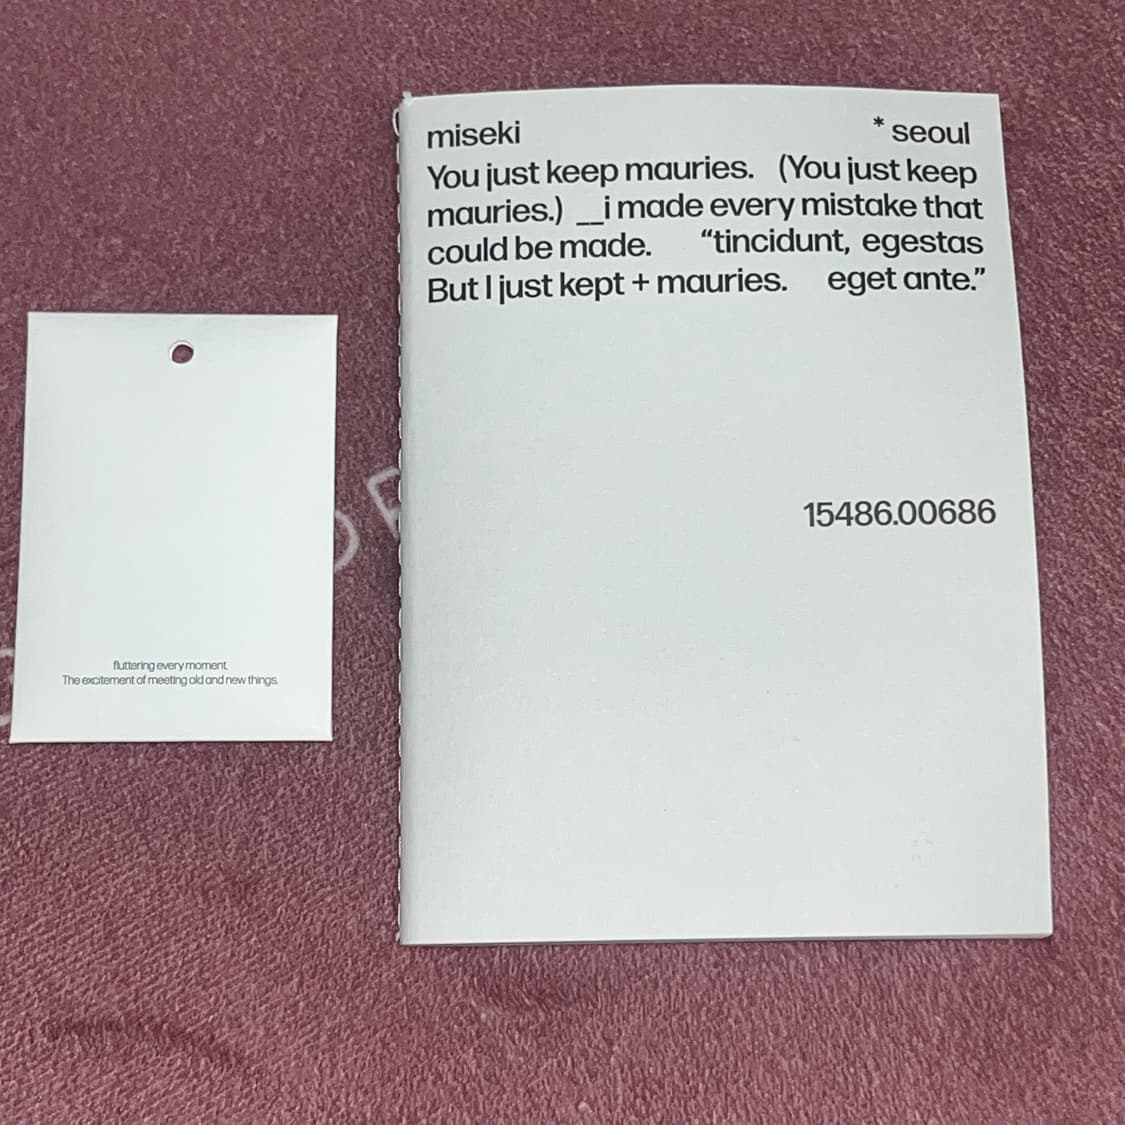 miseki * seoul
You just keep mauries. (You just keep
mauries.) __i made every mistake that
could be made. “tincidunt, egestas
But I just kept + mauries. eget ante.”
15486.00686
fluttering every moment.
The excitement of meeting old and new things.